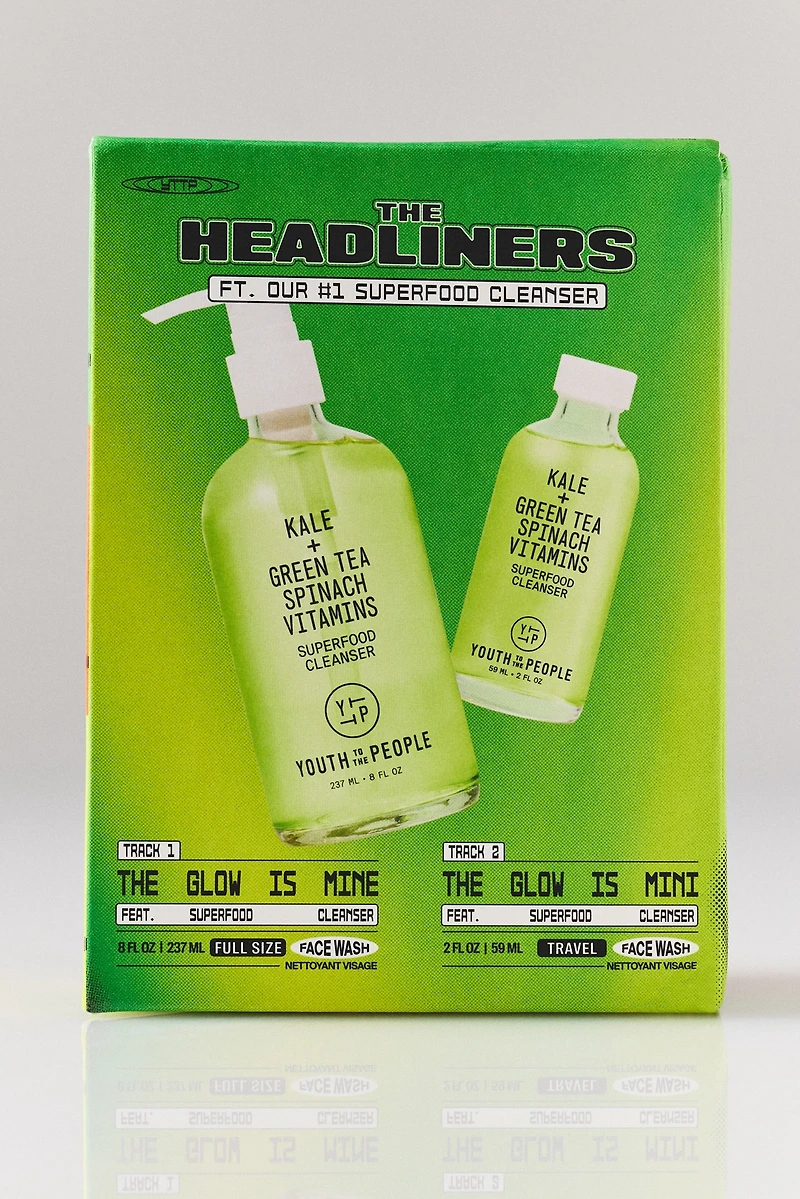 YTTP
THE
HEADLINERS
FT. OUR #1 SUPERFOOD CLEANSER
KALE
+
GREEN TEA
SPINACH
VITAMINS
SUPERFOOD
CLEANSER
YTTP
YOUTH TO THE PEOPLE
237 ML • 8 FL OZ
KALE
+
GREEN TEA
SPINACH
VITAMINS
SUPERFOOD
CLEANSER
YTTP
YOUTH TO THE PEOPLE
59 ML • 2 FL OZ
TRACK 1
THE GLOW IS MINE
FEAT. SUPERFOOD CLEANSER
8 FL OZ | 237 ML FULL SIZE FACE WASH
NETTOYANT VISAGE
TRACK 2
THE GLOW IS MINI
FEAT. SUPERFOOD CLEANSER
2 FL OZ | 59 ML TRAVEL FACE WASH
NETTOYANT VISAGE